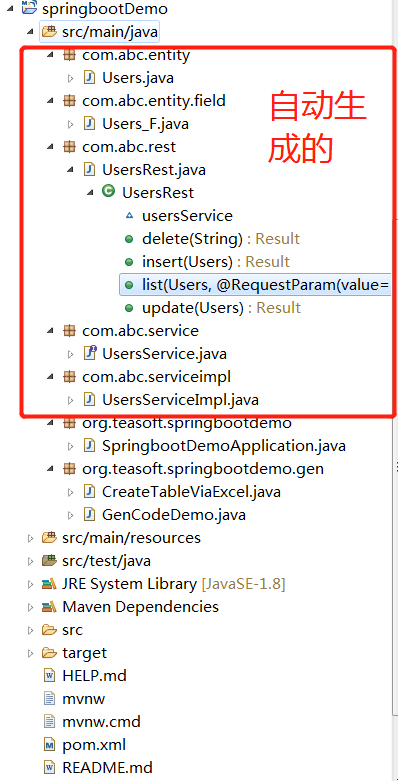 springbootDemo
src/main/java
com.abc.entity
Users.java
com.abc.entity.field
Users_F.java
com.abc.rest
UsersRest.java
UsersRest
usersService
delete(String) : Result
insert(Users) : Result
list(Users, @RequestParam(value=
update(Users) : Result
com.abc.service
UsersService.java
com.abc.serviceimpl
UsersServiceImpl.java
org.teasoft.springbootdemo
SpringbootDemoApplication.java
org.teasoft.springbootdemo.gen
CreateTableViaExcel.java
GenCodeDemo.java
src/main/resources
src/test/java
JRE System Library [JavaSE-1.8]
Maven Dependencies
src
target
HELP.md
mvnw
mvnw.cmd
pom.xml
README.md
自动生
成的